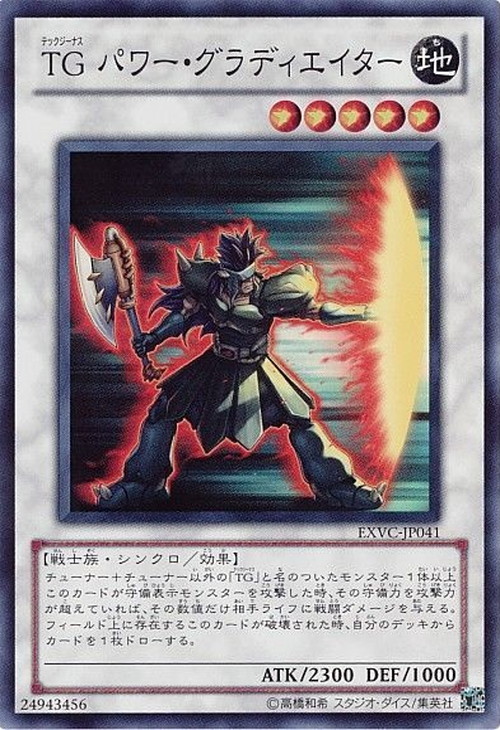 テックジーナス
TG パワー・グラディエイター
地
EXVC-JP041
【戦士族・シンクロ／効果】
チューナー＋チューナー以外の「TG」と名のついたモンスター１体以上
このカードが守備表示モンスターを攻撃した時、その守備力を攻撃力
が超えていれば、その数値だけ相手ライフに戦闘ダメージを与える。
フィールド上に存在するこのカードが破壊された時、自分のデッキから
カードを１枚ドローする。
ATK/2300 DEF/1000
24943456
©高橋和希 スタジオ・ダイス/集英社